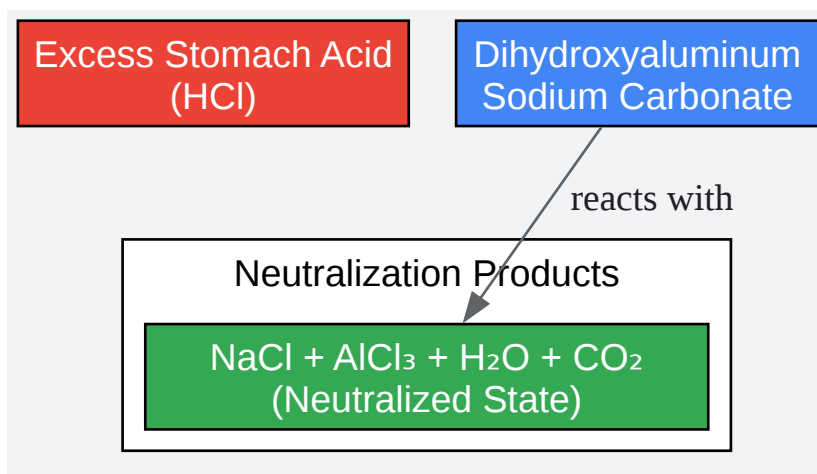 Excess Stomach Acid
(HCl)
Dihydroxyaluminum
Sodium Carbonate
reacts with
Neutralization Products
NaCl + AlCl₃ + H₂O + CO₂
(Neutralized State)